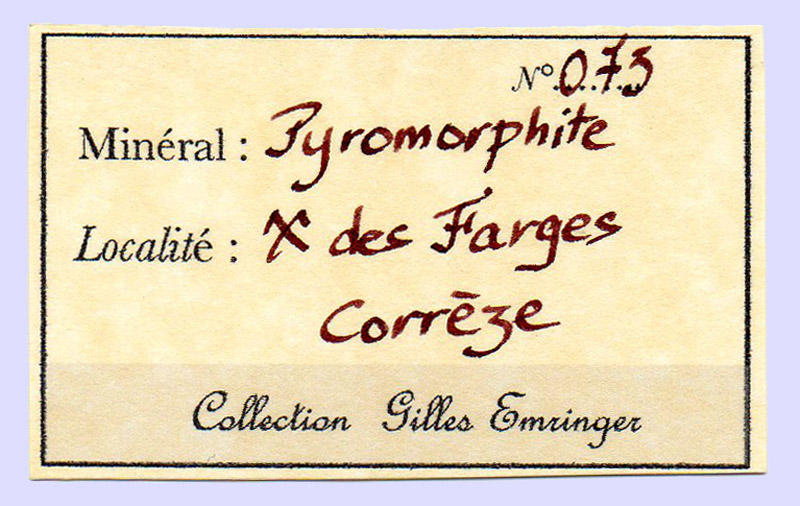 N° 073
Minéral : Pyromorphite
Localité : X des Farges
Corrèze
Collection Gilles Emringer